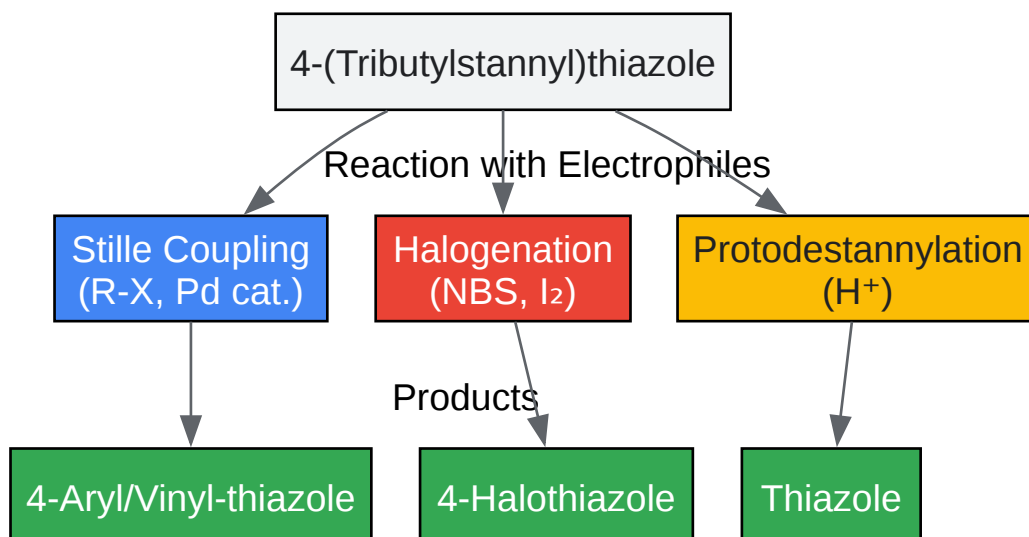 4-(Tributylstannyl)thiazole
Reaction with Electrophiles
Stille Coupling
(R-X, Pd cat.)
Halogenation
(NBS, I₂)
Protodestannylation
(H⁺)
Products
4-Aryl/Vinyl-thiazole
4-Halothiazole
Thiazole